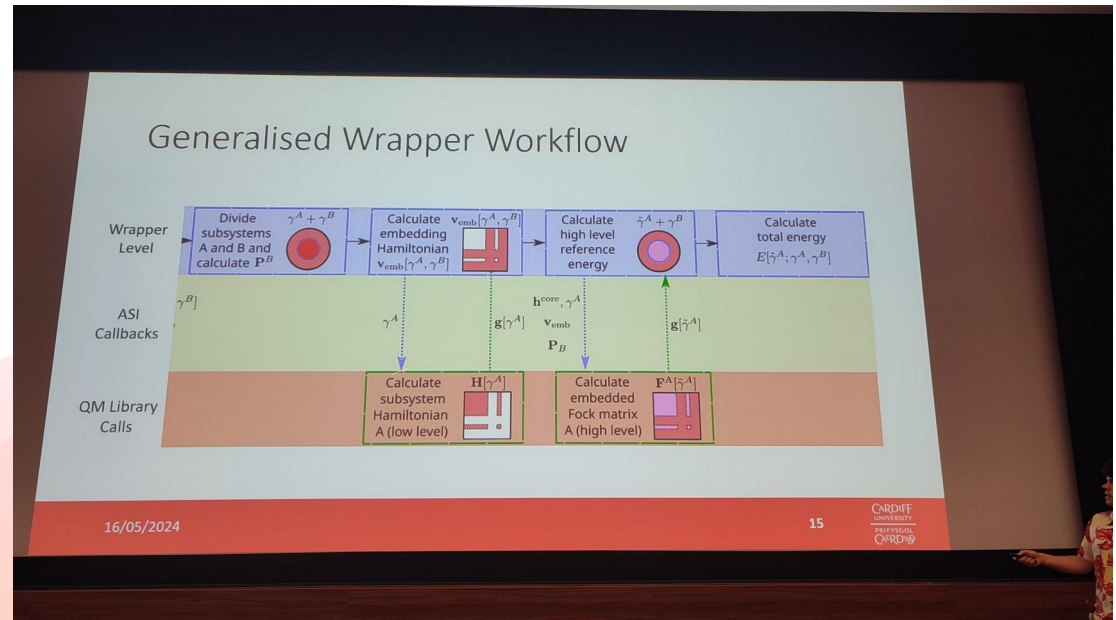 Generalised Wrapper Workflow
Wrapper
Level
Divide
subsystems
A and B and
calculate P^B
γ^A + γ^B
Calculate
embedding
Hamiltonian
v_emb[γ^A, γ^B]
v_emb[γ^A, γ^B]
Calculate
high level
reference
energy
γ̃^A + γ^B
Calculate
total energy
E[γ̃^A; γ^A, γ^B]
ASI
Callbacks
γ^B]
,
γ^A
g[γ^A]
h^core, γ^A
v_emb
P_B
g[γ̃^A]
QM Library
Calls
Calculate
subsystem
Hamiltonian
A (low level)
H[γ^A]
Calculate
embedded
Fock matrix
A (high level)
F^A[γ̃^A]
16/05/2024
15
CARDIFF
UNIVERSITY
PRIFYSGOL